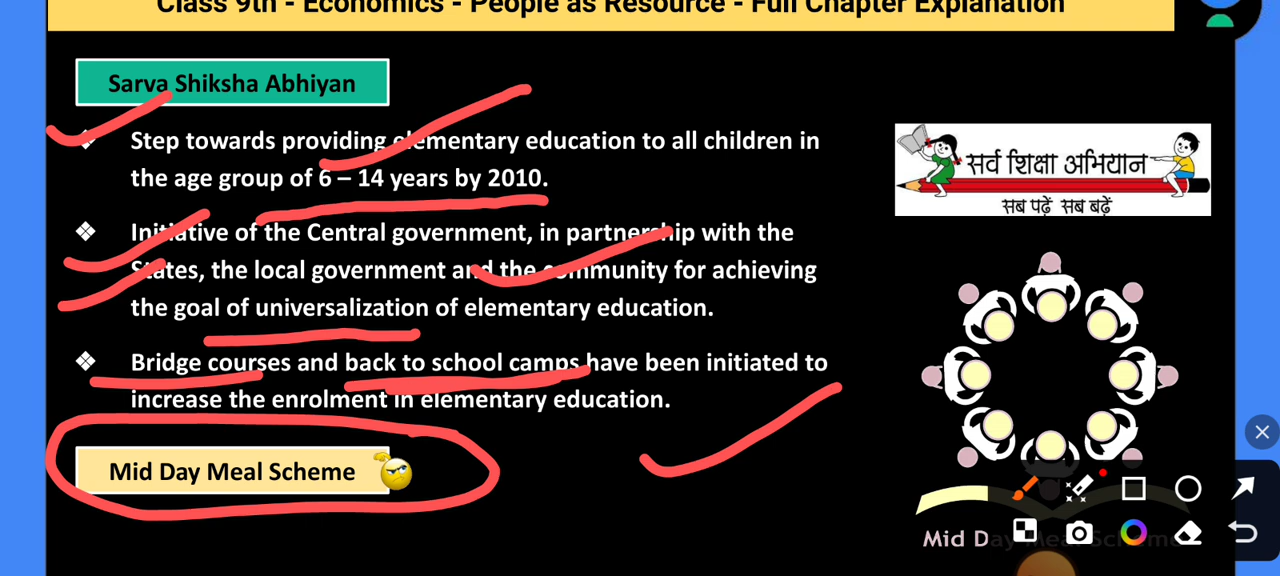 Class 9th - Economics - People as Resource - Full Chapter Explanation
Sarva Shiksha Abhiyan
Step towards providing elementary education to all children in
the age group of 6 – 14 years by 2010.
सर्व शिक्षा अभियान
सब पढ़ें सब बढ़ें
Initiative of the Central government, in partnership with the
States, the local government and the community for achieving
the goal of universalization of elementary education.
Bridge courses and back to school camps have been initiated to
increase the enrolment in elementary education.
Mid Day Meal Scheme
Mid Day Meal Scheme